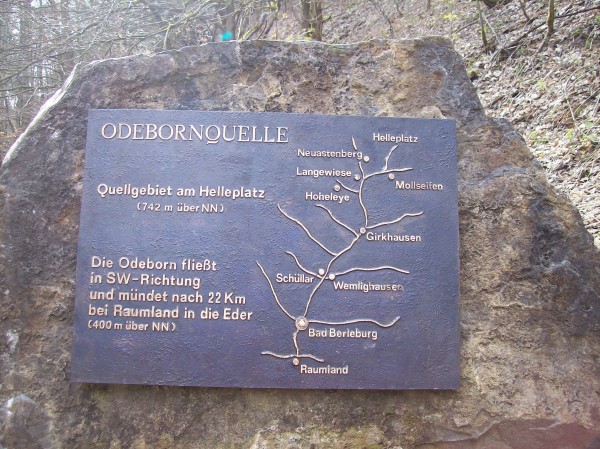 ODEBORNQUELLE
Quellgebiet am Helleplatz
(742 m über NN)
Die Odeborn fließt
in SW-Richtung
und mündet nach 22 Km
bei Raumland in die Eder
(400 m über NN)
Helleplatz
Neuastenberg
Langewiese
Mollseifen
Hoheleye
Girkhausen
Schüllar
Wemlighausen
Bad Berleburg
Raumland